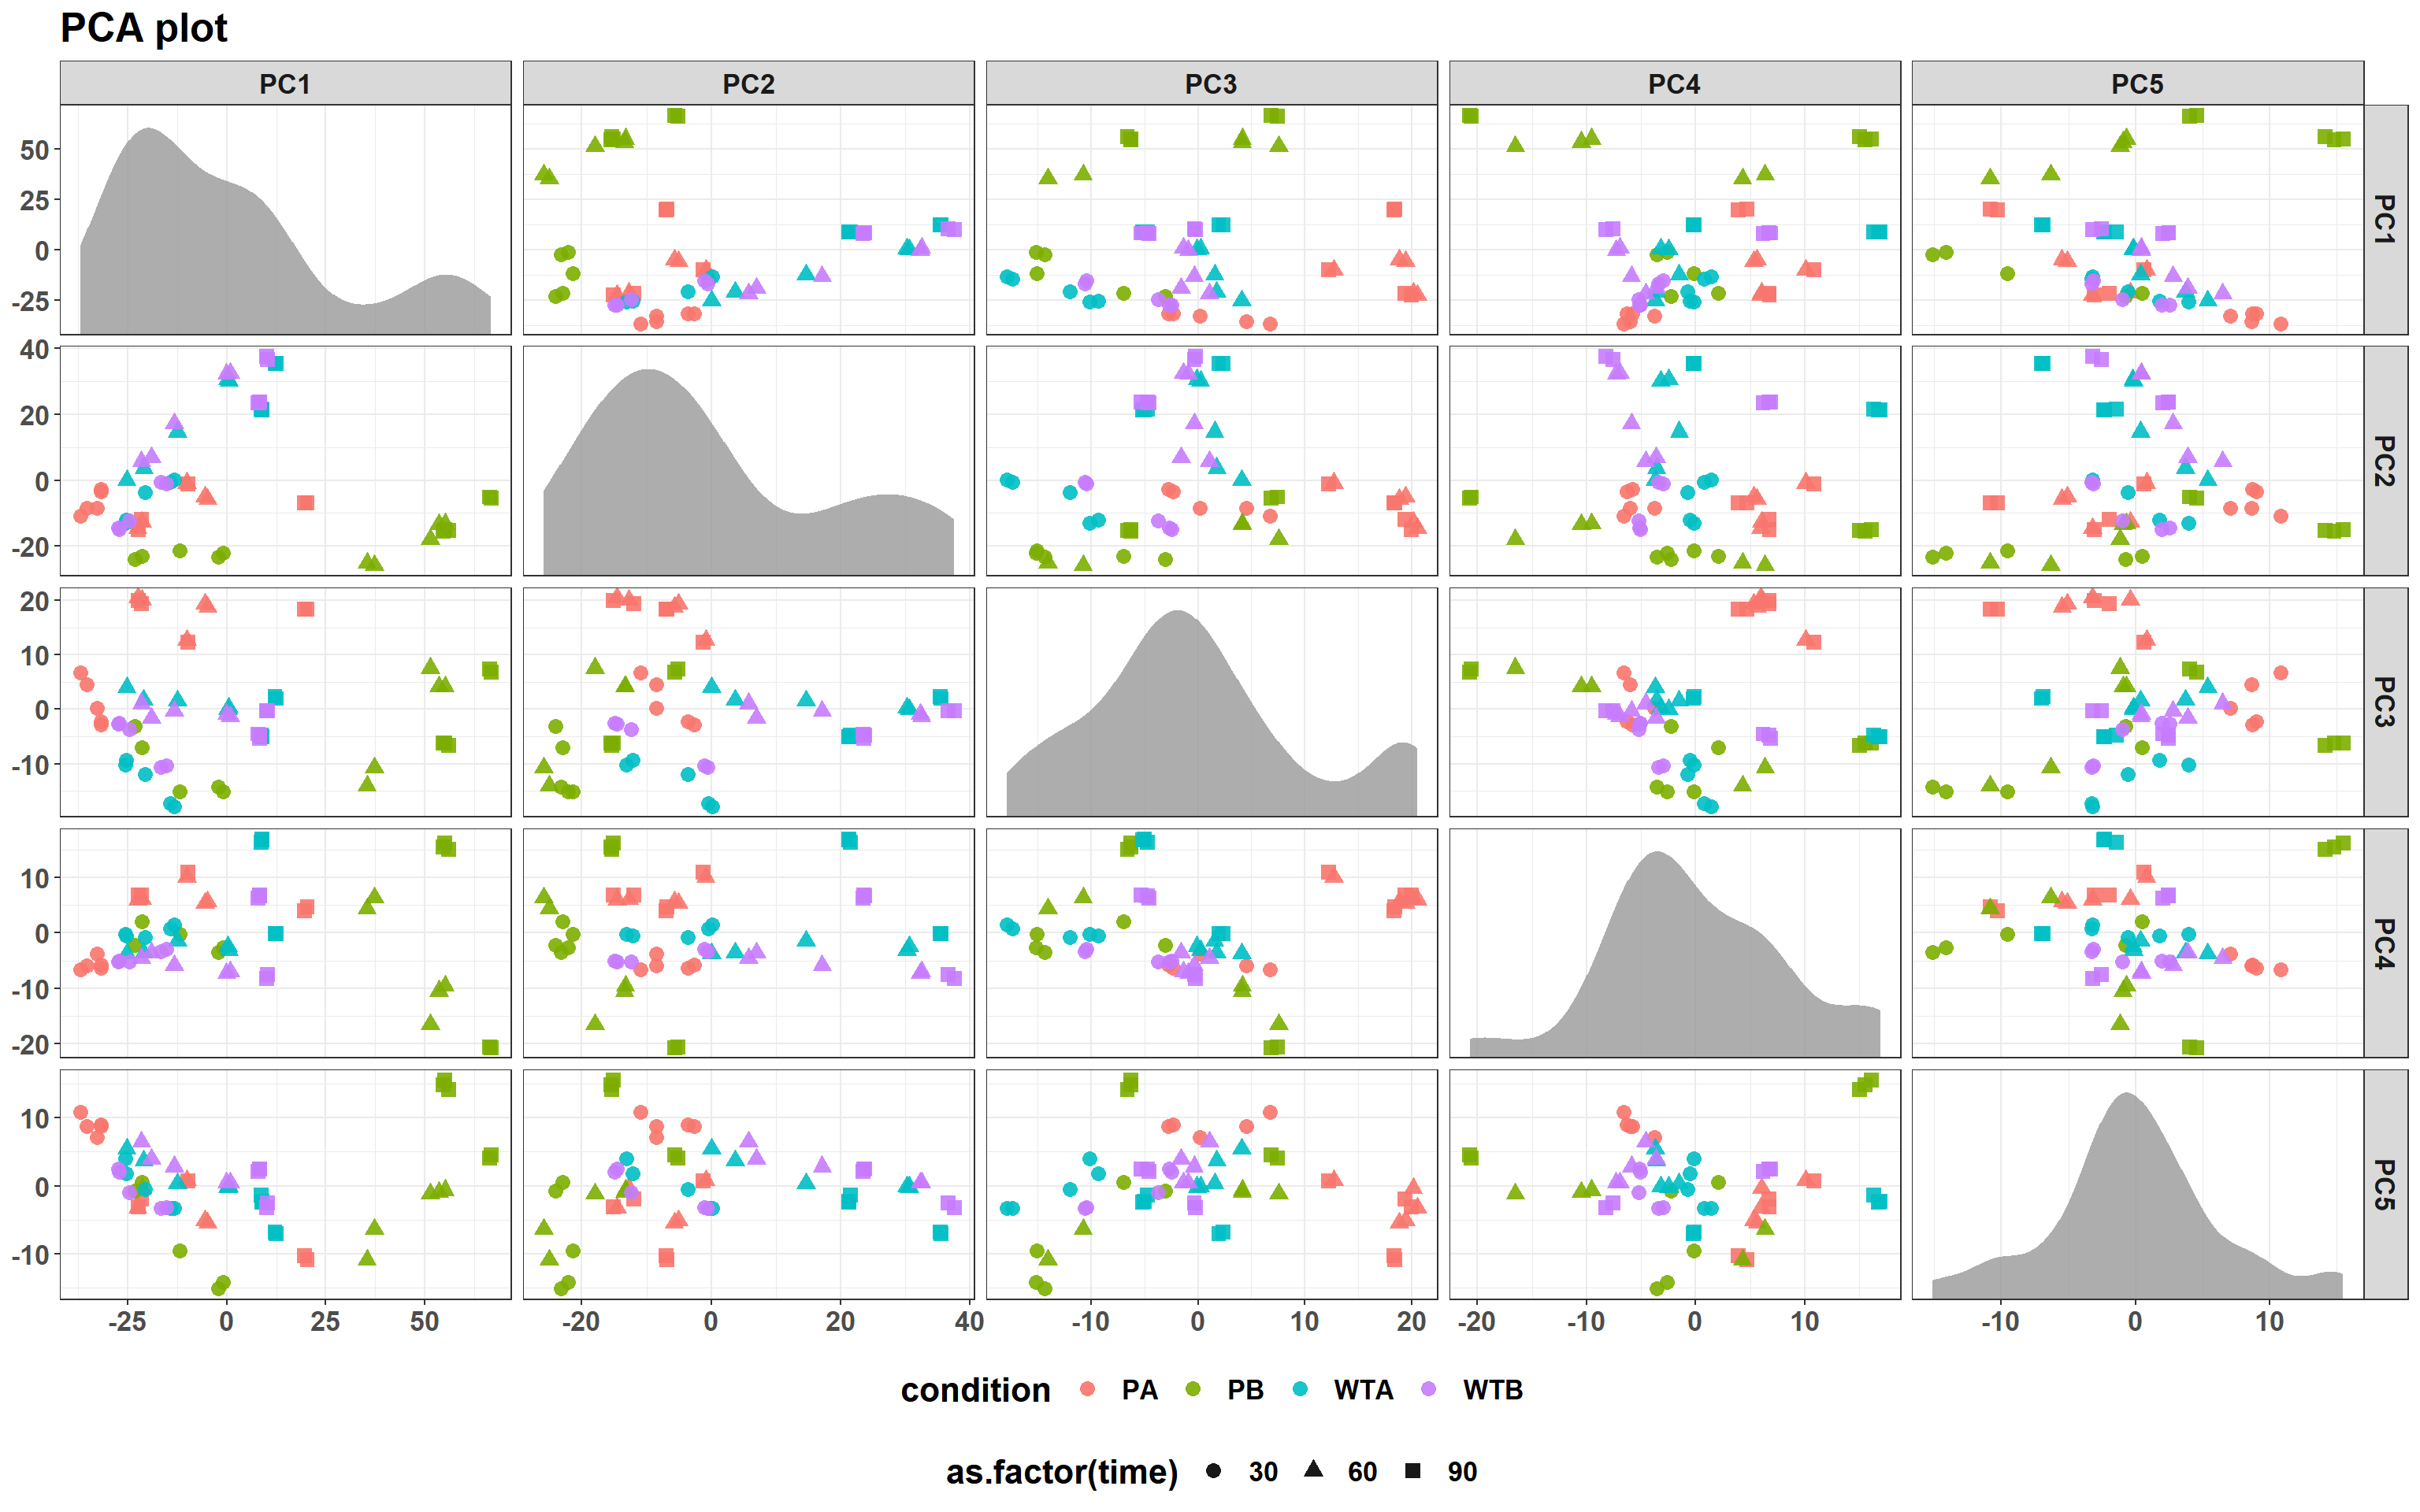 PCA plot
PC1 PC2 PC3 PC4 PC5
50
25
0
-25
PC1
40
20
0
-20
PC2
20
10
0
-10
PC3
10
0
-10
-20
PC4
10
0
-10
PC5
-25 0 25 50 -20 0 20 40 -10 0 10 20 -20 -10 0 10 -10 0 10
condition PA PB WTA WTB
as.factor(time) 30 60 90